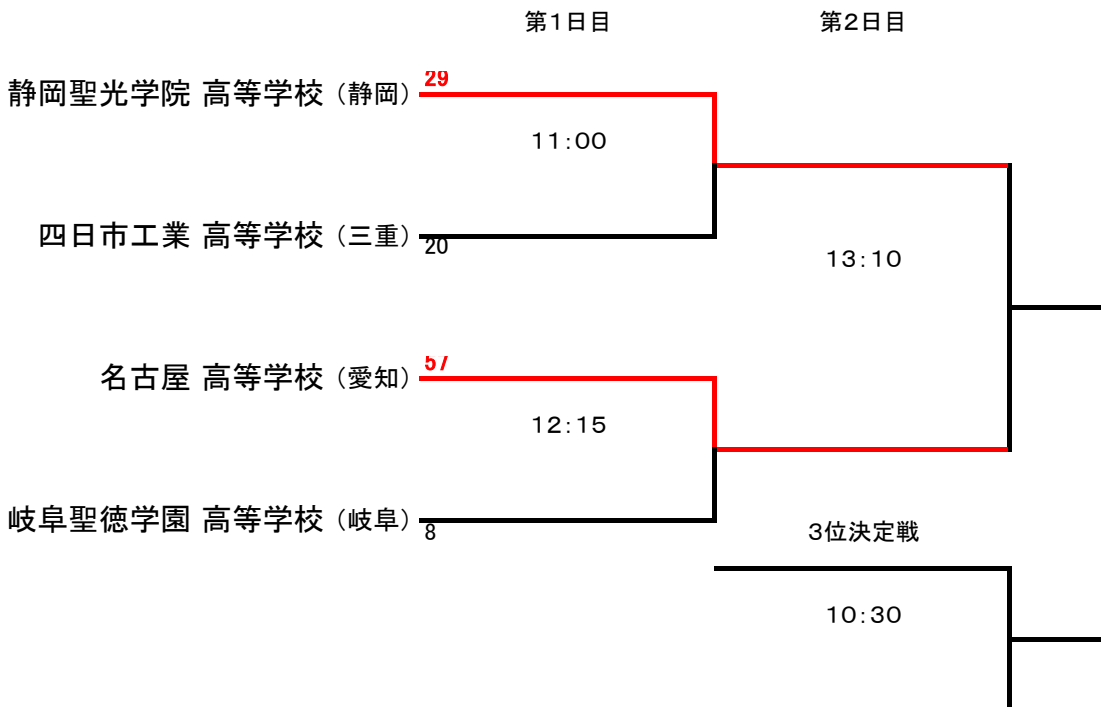 第1日目 第2日目
静岡聖光学院 高等学校 (静岡) 29
11:00
四日市工業 高等学校 (三重) 20
13:10
名古屋 高等学校 (愛知) 57
12:15
岐阜聖徳学園 高等学校 (岐阜) 8
3位決定戦
10:30